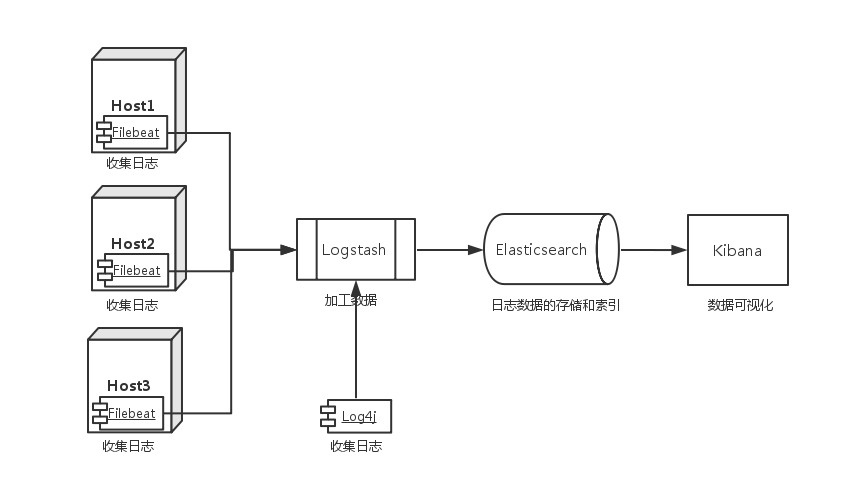 Host1
Filebeat
收集日志
Host2
Filebeat
收集日志
Host3
Filebeat
收集日志
Logstash
加工数据
Log4j
收集日志
Elasticsearch
日志数据的存储和索引
Kibana
数据可视化